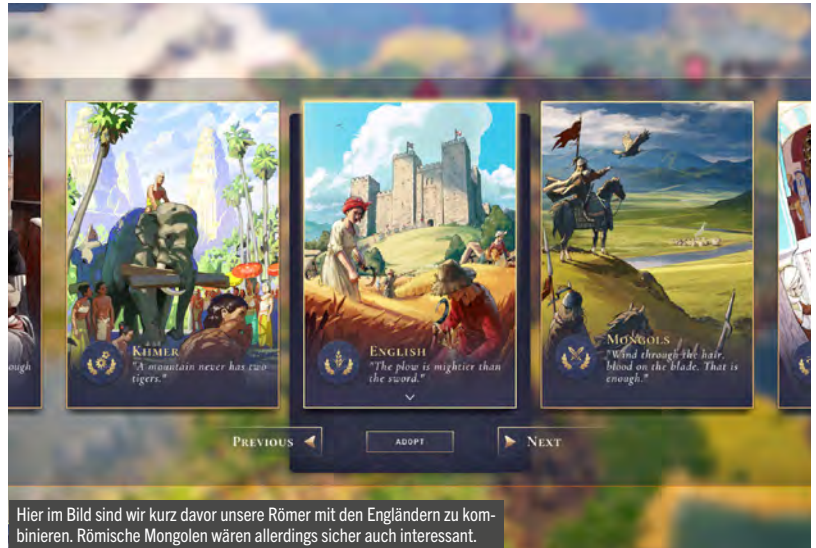 ough
KHMER
"A mountain never has two
tigers."
ENGLISH
"The plow is mightier than
the sword."
MONGOLS
"Wind through the hair,
blood on the blade. That is
enough."
PREVIOUS
ADOPT
NEXT
Hier im Bild sind wir kurz davor unsere Römer mit den Engländern zu kom-
binieren. Römische Mongolen wären allerdings sicher auch interessant.